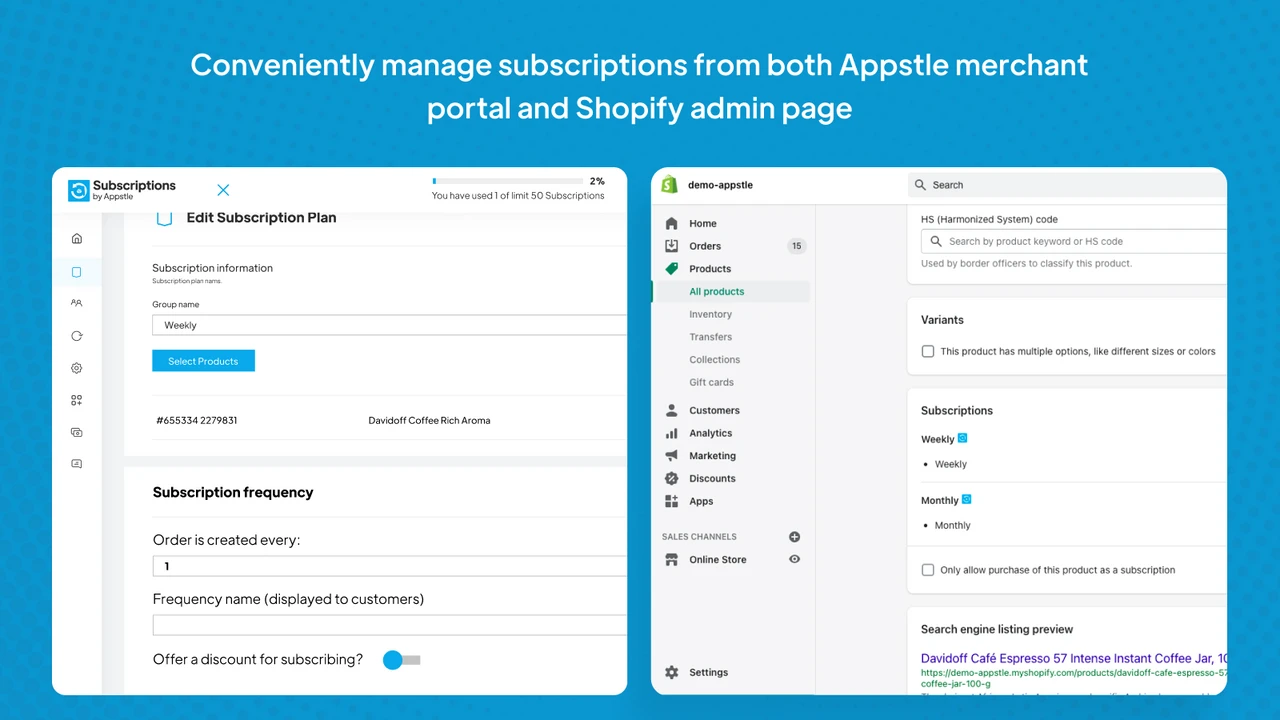 Conveniently manage subscriptions from both Appstle merchant
portal and Shopify admin page
Subscriptions
by Appstle
2%
You have used 1 of limit 50 Subscriptions
Edit Subscription Plan
Subscription information
Subscription plan name.
Group name
Weekly
Select Products
#655334 2279831
Davidoff Coffee Rich Aroma
Subscription frequency
Order is created every:
1
Frequency name (displayed to customers)
Offer a discount for subscribing?
demo-appstle
Search
Home
Orders
15
Products
All products
Inventory
Transfers
Collections
Gift cards
Customers
Analytics
Marketing
Discounts
Apps
SALES CHANNELS
Online Store
Settings
HS (Harmonized System) code
Search by product keyword or HS code
Used by border officers to classify this product.
Variants
This product has multiple options, like different sizes or colors
Subscriptions
Weekly
• Weekly
Monthly
• Monthly
Only allow purchase of this product as a subscription
Search engine listing preview
Davidoff Café Espresso 57 Intense Instant Coffee Jar, 10
https://demo-appstle.myshopify.com/products/davidoff-cafe-espresso-57
coffee-jar-100-g